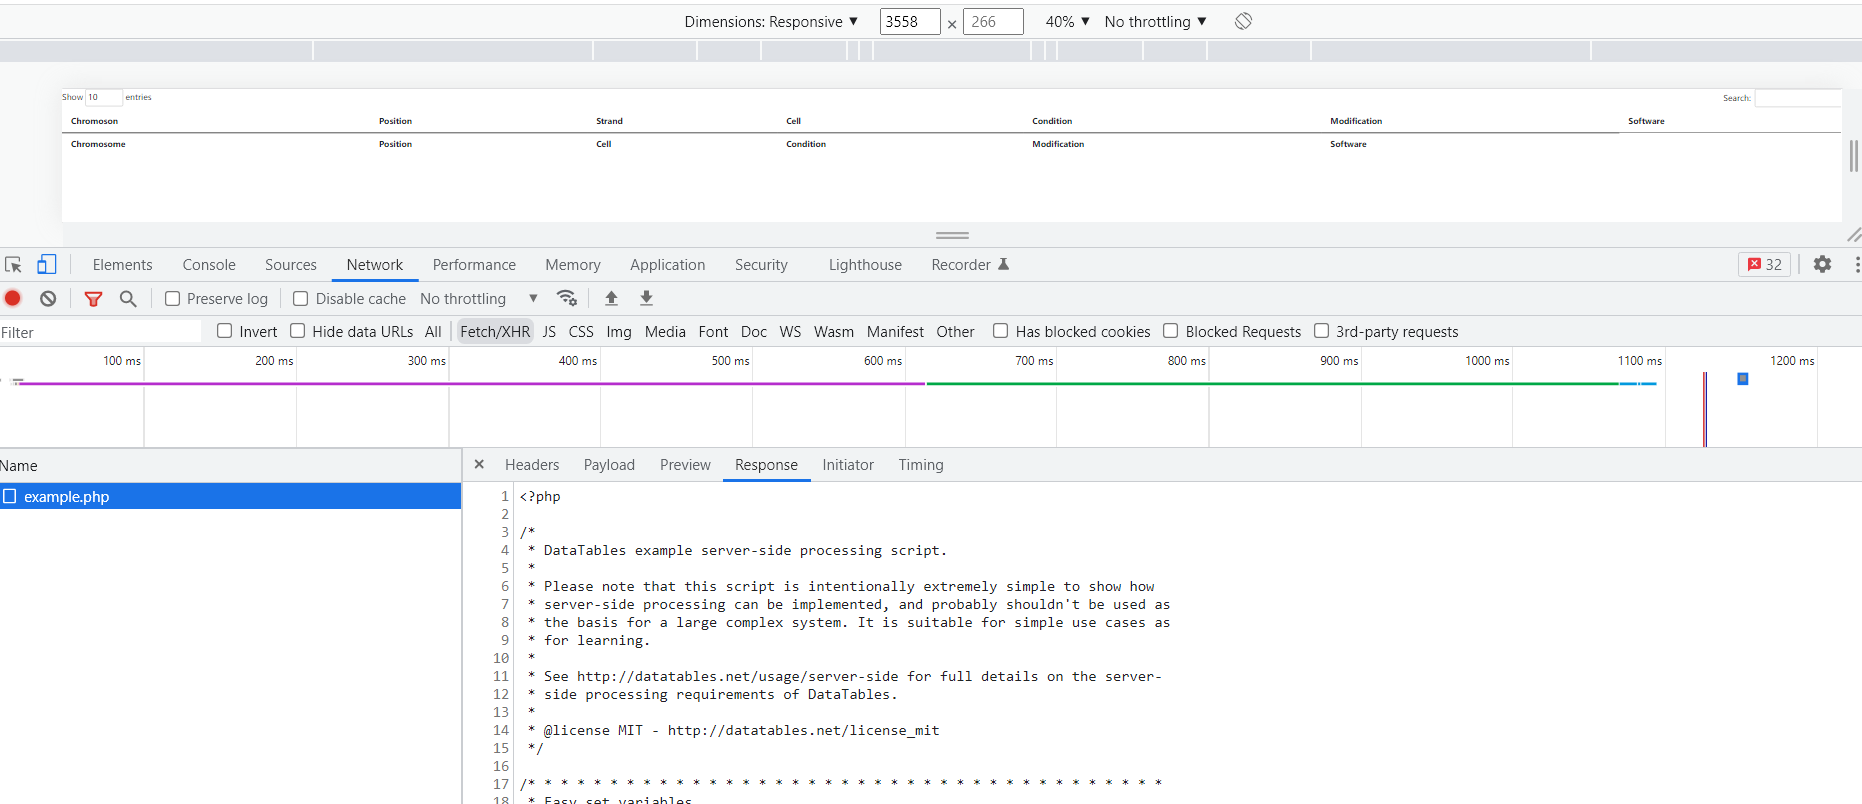 Dimensions: Responsive ▼ 3558 × 266 40% ▼ No throttling ▼
Show 10 entries Search:
Chromoson Position Strand Cell Condition Modification Software
Chromosome Position Cell Condition Modification Software
Elements Console Sources Network Performance Memory Application Security Lighthouse Recorder 32
Preserve log Disable cache No throttling ▼
Filter Invert Hide data URLs All Fetch/XHR JS CSS Img Media Font Doc WS Wasm Manifest Other Has blocked cookies Blocked Requests 3rd-party requests
100 ms 200 ms 300 ms 400 ms 500 ms 600 ms 700 ms 800 ms 900 ms 1000 ms 1100 ms 1200 ms
Name × Headers Payload Preview Response Initiator Timing
example.php
1 <?php
2
3 /*
4 * DataTables example server-side processing script.
5 *
6 * Please note that this script is intentionally extremely simple to show how
7 * server-side processing can be implemented, and probably shouldn't be used as
8 * the basis for a large complex system. It is suitable for simple use cases as
9 * for learning.
10 *
11 * See http://datatables.net/usage/server-side for full details on the server-
12 * side processing requirements of DataTables.
13 *
14 * @license MIT - http://datatables.net/license_mit
15 */
16
17 /* * * * * * * * * * * * * * * * * * * * * * * * * * * * * * * * * * * * * * *
18 * Easy set variables